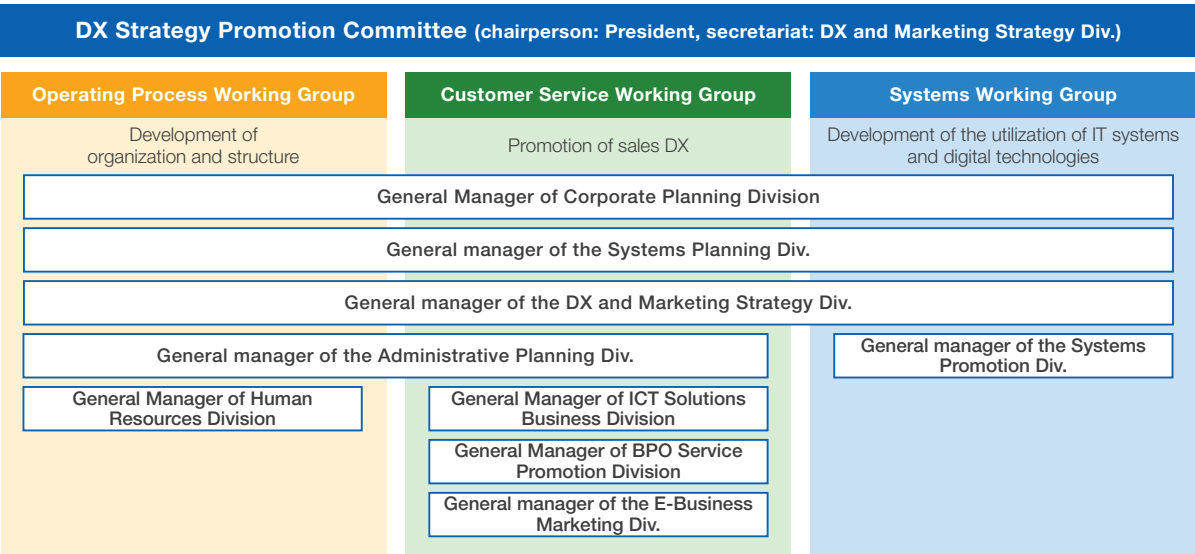 DX Strategy Promotion Committee (chairperson: President, secretariat: DX and Marketing Strategy Div.)
Operating Process Working Group
Development of
organization and structure
Customer Service Working Group
Promotion of sales DX
Systems Working Group
Development of the utilization of IT systems
and digital technologies
General Manager of Corporate Planning Division
General manager of the Systems Planning Div.
General manager of the DX and Marketing Strategy Div.
General manager of the Administrative Planning Div.
General manager of the Systems
Promotion Div.
General Manager of Human
Resources Division
General Manager of ICT Solutions
Business Division
General Manager of BPO Service
Promotion Division
General manager of the E-Business
Marketing Div.